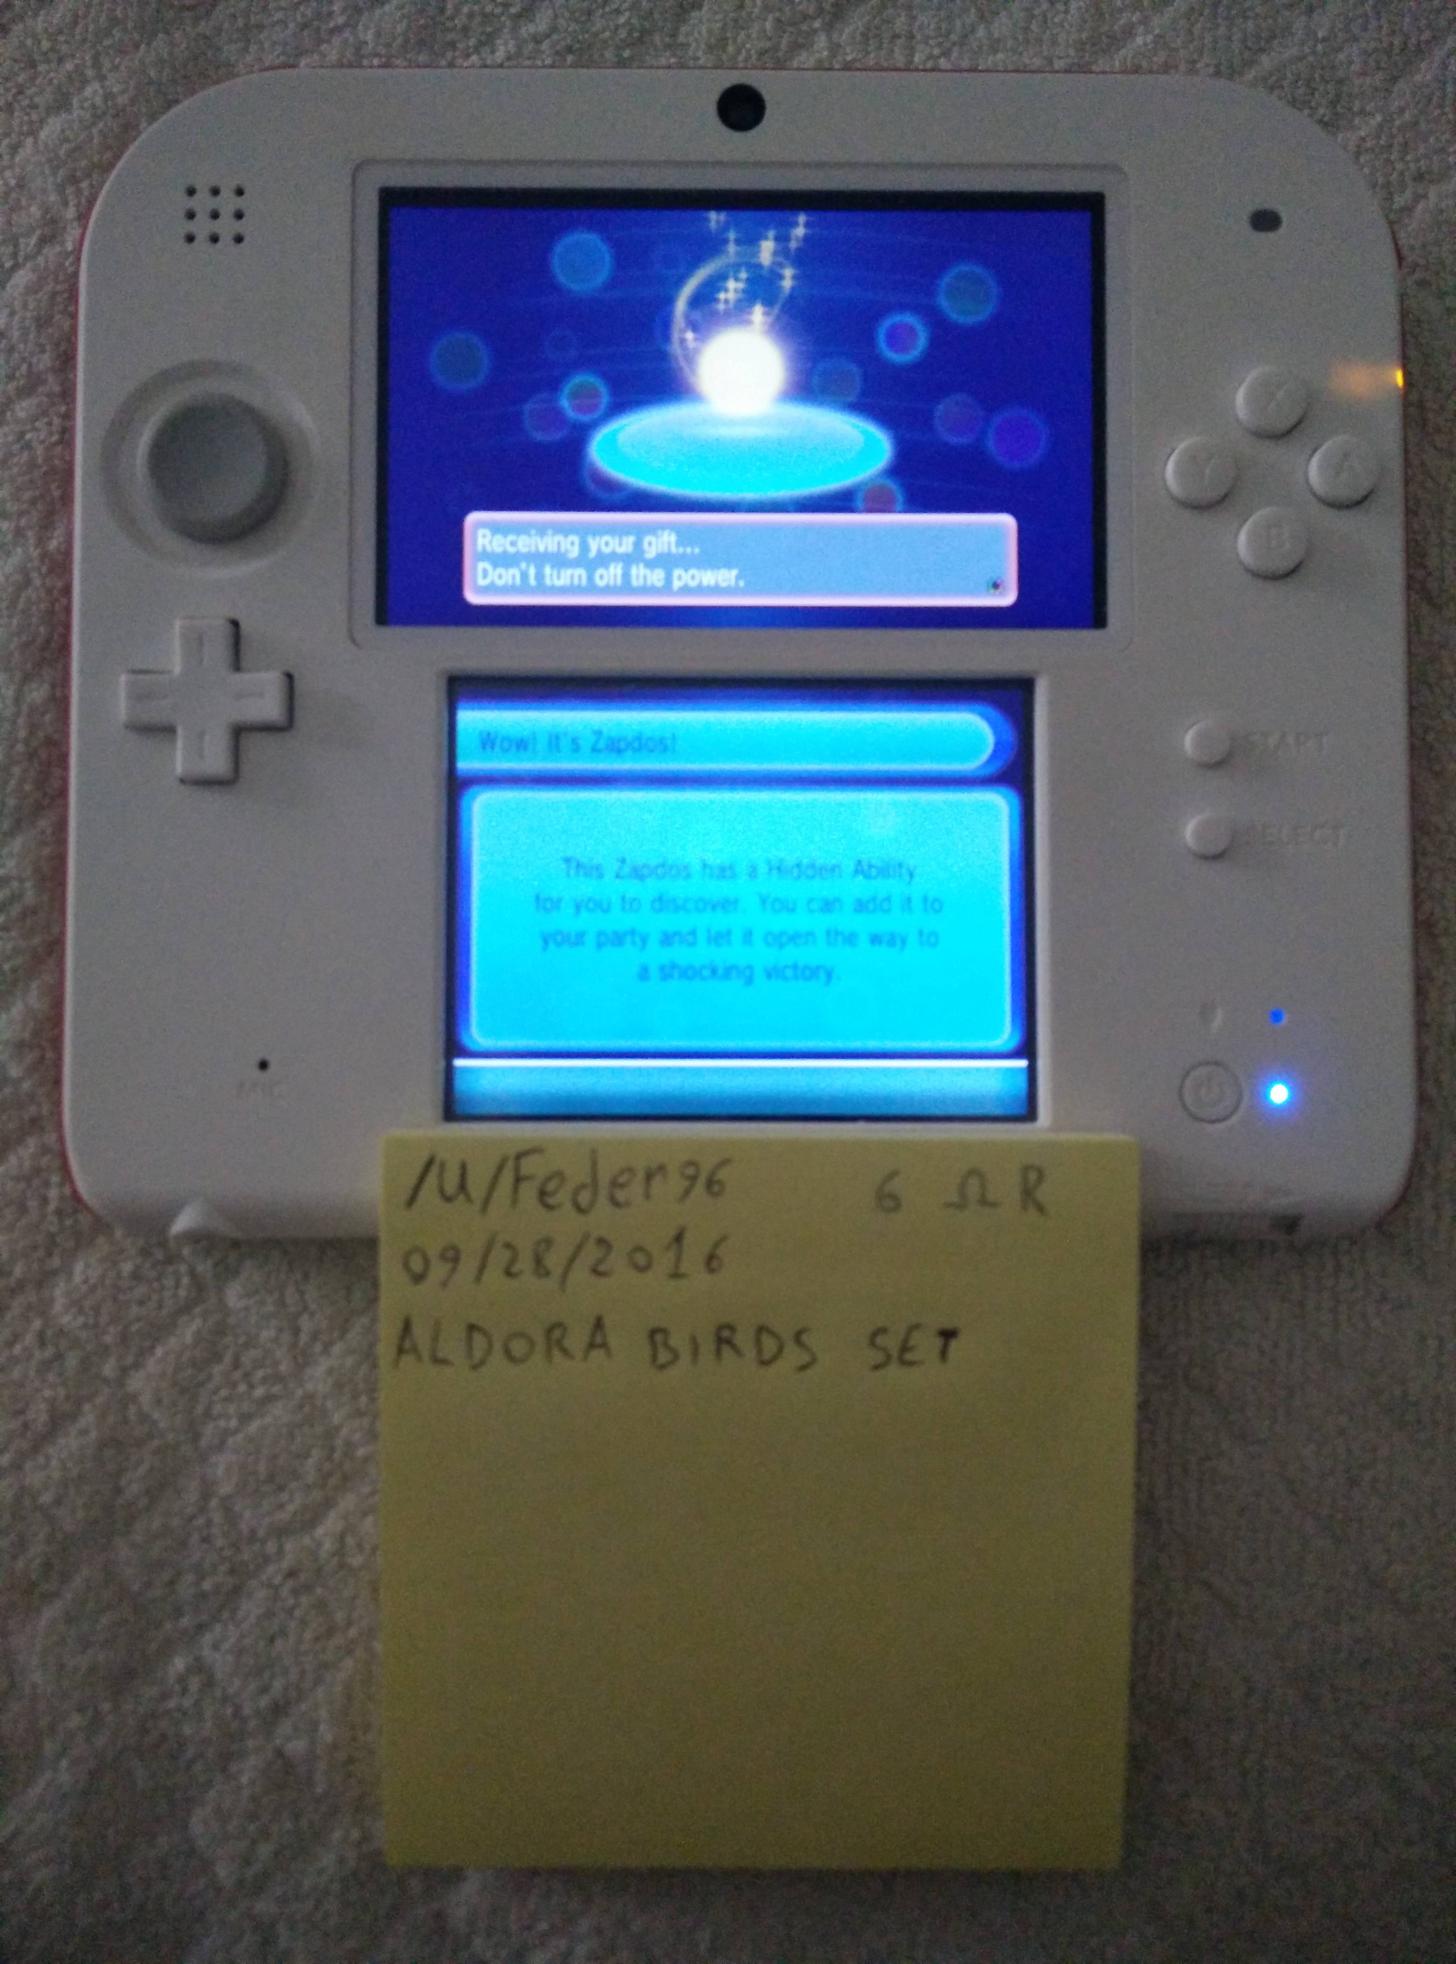 Receiving your gift...
Don't turn off the power.
X
Y
A
B
Wow! It's Zapdos!
START
SELECT
This Zapdos has a Hidden Ability
for you to discover. You can add it to
your party and let it open the way to
a shocking victory.
MIC
/u/Feder96 6 Ω R
09/28/2016
ALDORA BIRDS SET